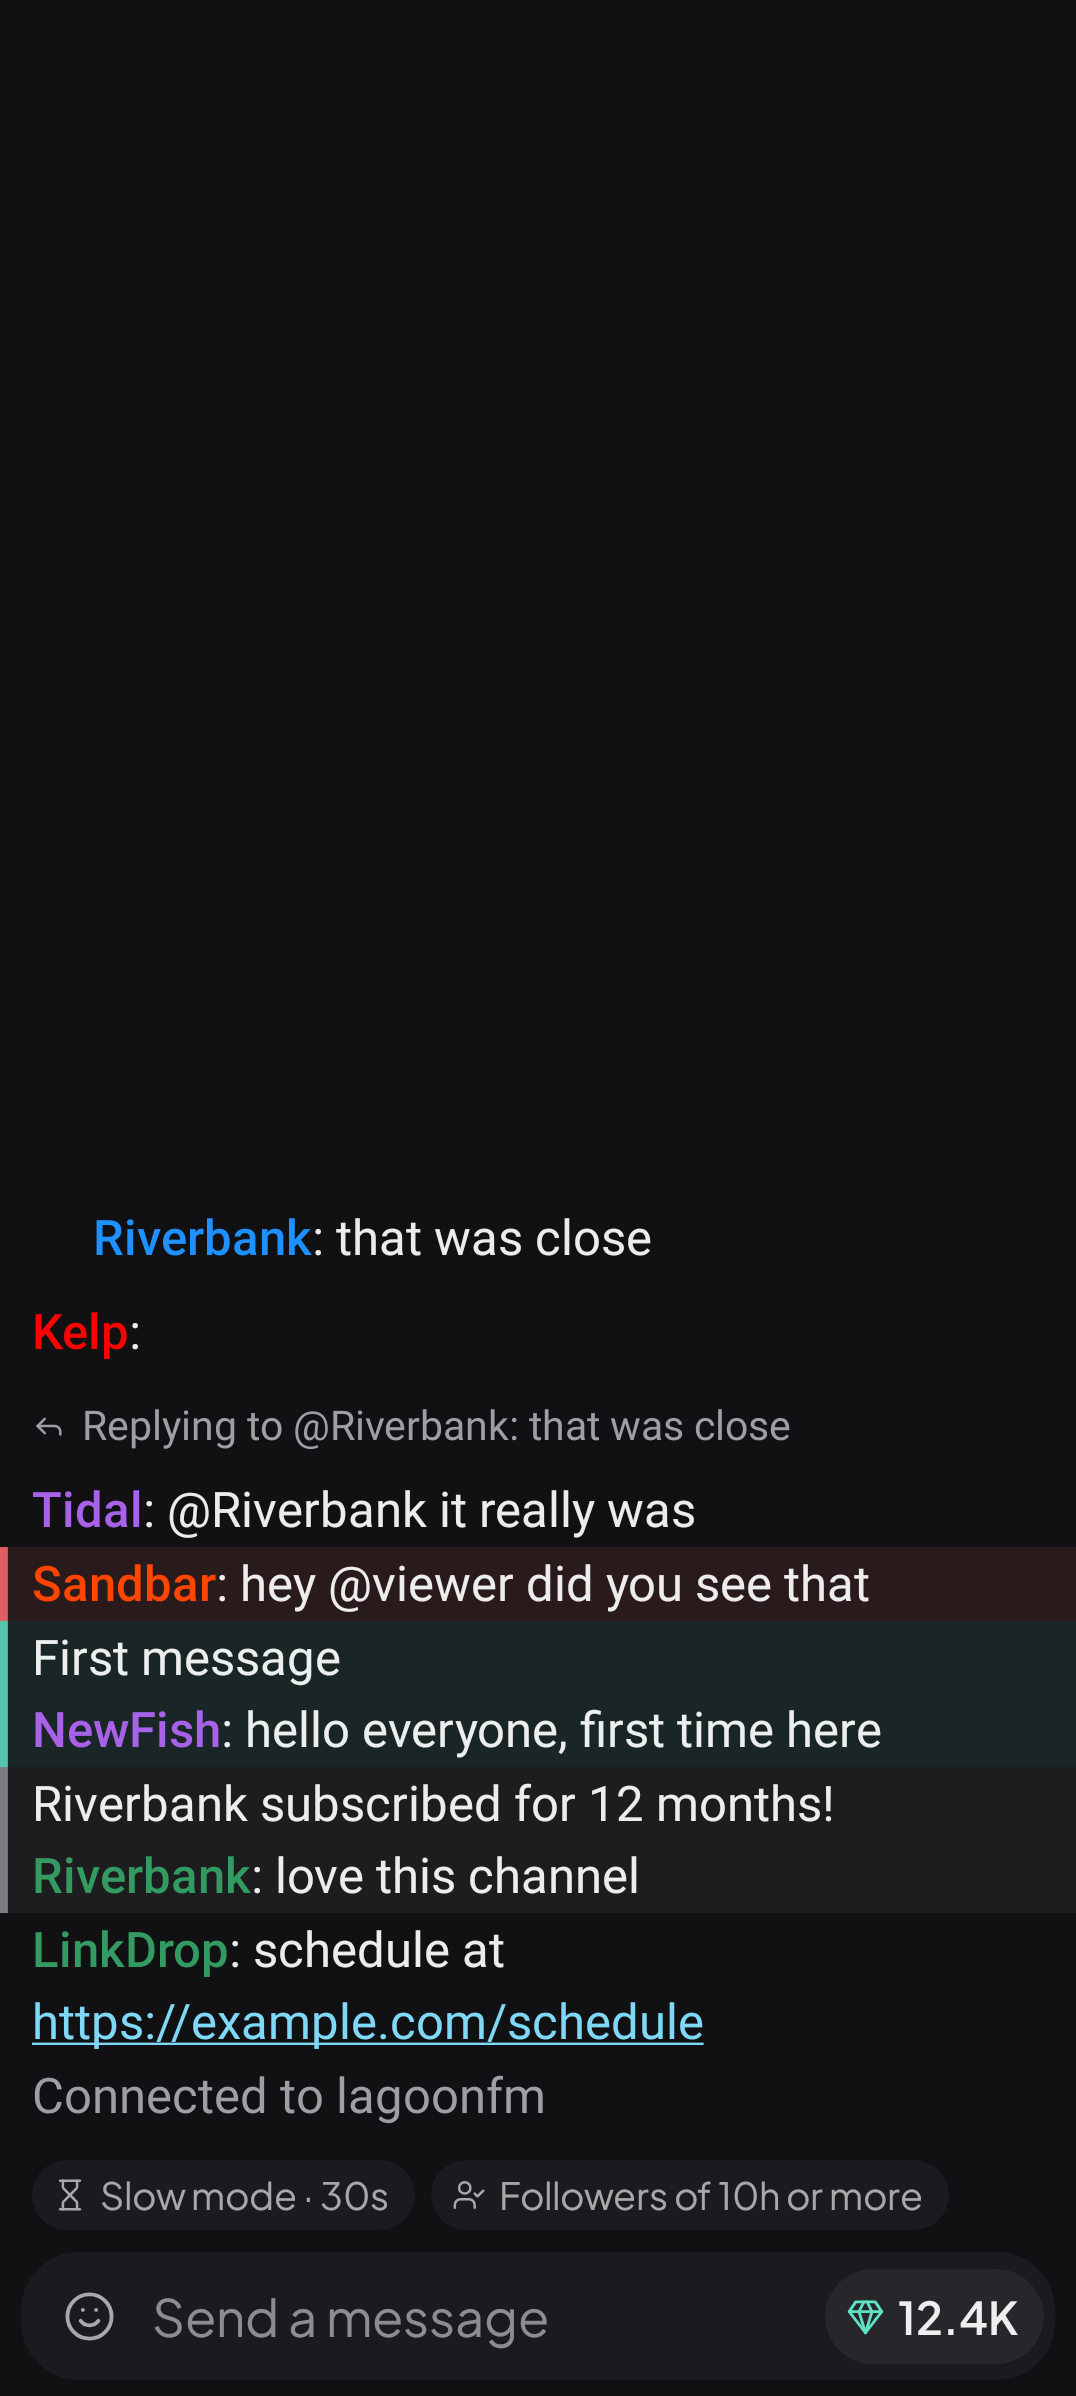 Riverbank: that was close
Kelp:
Replying to @Riverbank: that was close
Tidal: @Riverbank it really was
Sandbar: hey @viewer did you see that
First message
NewFish: hello everyone, first time here
Riverbank subscribed for 12 months!
Riverbank: love this channel
LinkDrop: schedule at
https://example.com/schedule
Connected to lagoonfm
Slow mode · 30s
Followers of 10h or more
Send a message
12.4K